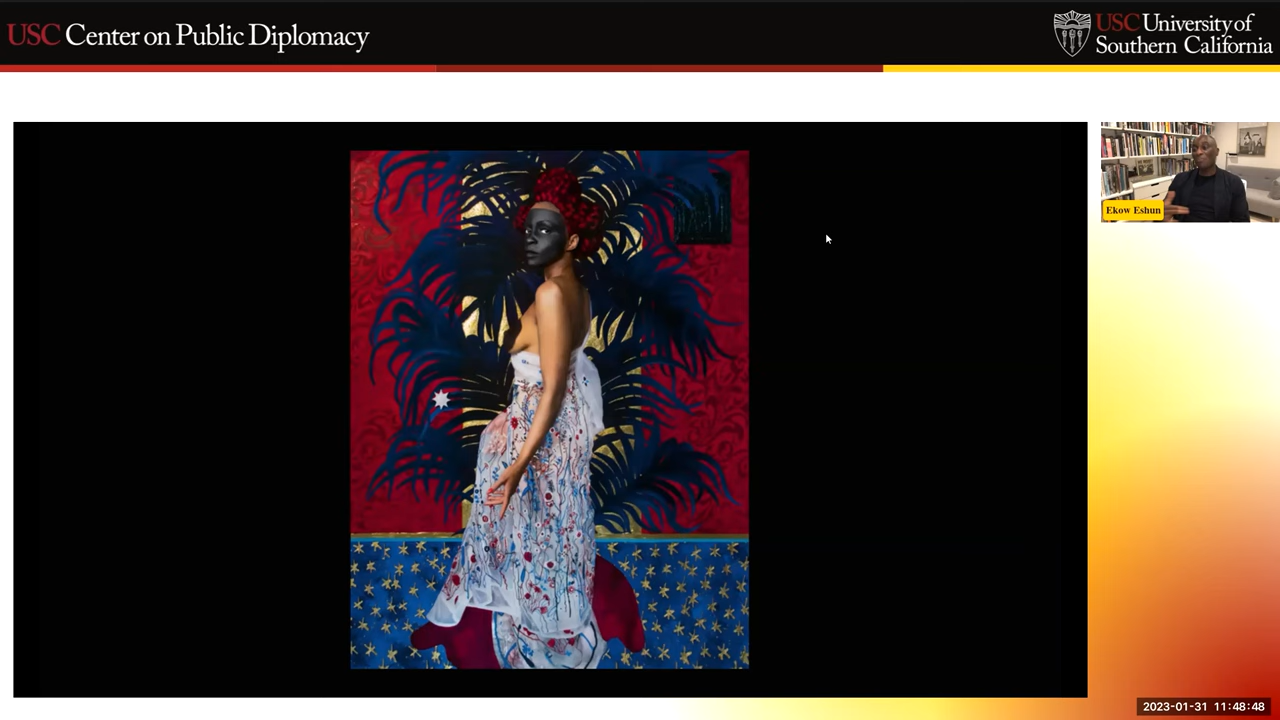 USC Center on Public Diplomacy
USC University of
Southern California
Ekow Eshun
2023-01-31 11:48:48